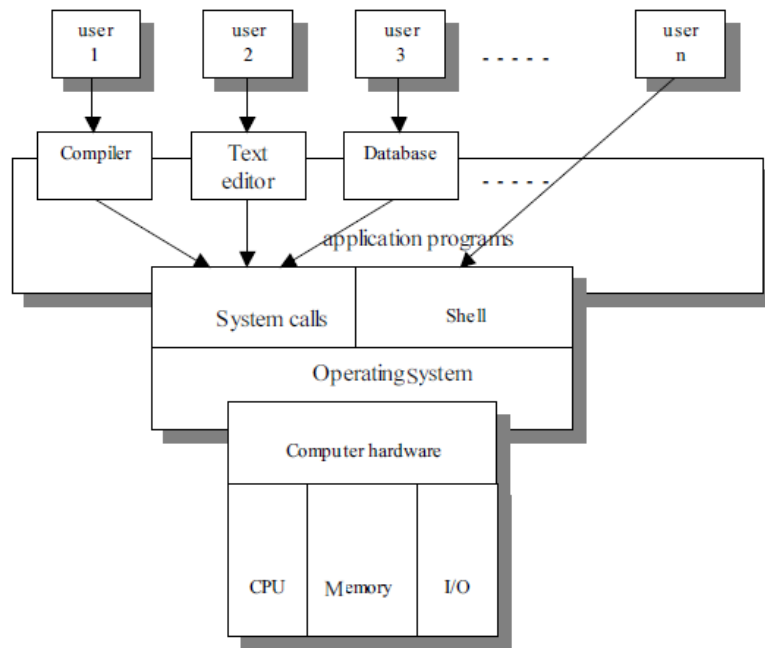 user
1
user
2
user
3
- - - - -
user
n
Compiler
Text
editor
Database
- - - - -
application programs
System calls
Shell
Operating system
Computer hardware
CPU
Memory
I/O